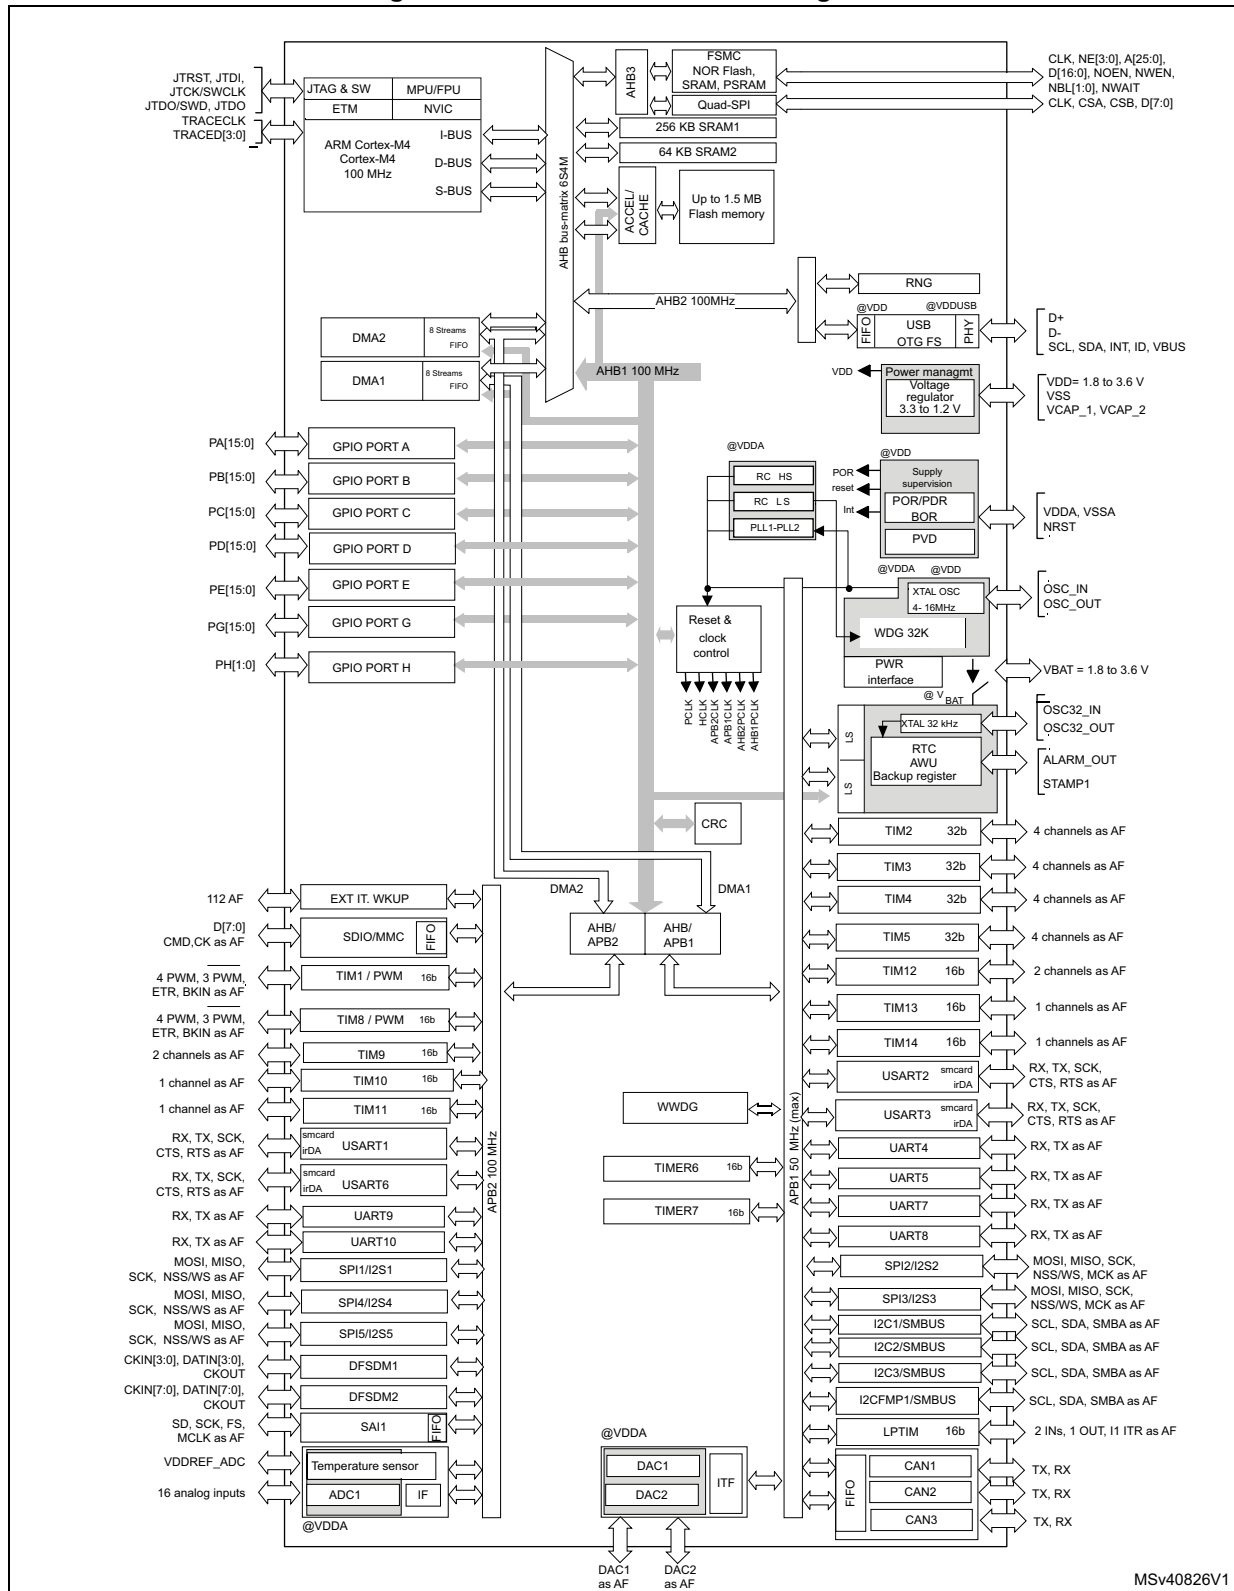 CLK, NE[3:0], A[25:0],
D[16:0], NOEN, NWEN,
NBL[1:0], NWAIT
CLK, CSA, CSB, D[7:0]
JTRST, JTDI,
JTCK/SWCLK
JTDO/SWD, JTDO
TRACECLK
TRACED[3:0]
JTAG & SW
MPU/FPU
ETM
NVIC
ARM Cortex-M4
Cortex-M4
100 MHz
I-BUS
D-BUS
S-BUS
AHB bus-matrix 6S4M
AHB3
FSMC
NOR Flash,
SRAM, PSRAM
Quad-SPI
256 KB SRAM1
64 KB SRAM2
ACCEL/
CACHE
Up to 1.5 MB
Flash memory
AHB2 100MHz
RNG
@VDD
@VDDUSB
FIFO
USB
OTG FS
PHY
D+
D-
SCL, SDA, INT, ID, VBUS
DMA2
8 Streams
FIFO
DMA1
8 Streams
FIFO
AHB1 100 MHz
VDD
Power managmt
Voltage
regulator
3.3 to 1.2 V
VDD= 1.8 to 3.6 V
VSS
VCAP_1, VCAP_2
PA[15:0]
GPIO PORT A
PB[15:0]
GPIO PORT B
PC[15:0]
GPIO PORT C
PD[15:0]
GPIO PORT D
PE[15:0]
GPIO PORT E
PG[15:0]
GPIO PORT G
PH[1:0]
GPIO PORT H
@VDDA
RC HS
RC LS
PLL1-PLL2
@VDD
POR
reset
Int
Supply
supervision
POR/PDR
BOR
PVD
VDDA, VSSA
NRST
@VDDA
@VDD
XTAL OSC
4- 16MHz
WDG 32K
PWR
interface
OSC_IN
OSC_OUT
VBAT = 1.8 to 3.6 V
Reset &
clock
control
PCLK
HCLK
APB2CLK
APB1CLK
AHB2PCLK
AHB1PCLK
@ V
BAT
LS
LS
XTAL 32 kHz
RTC
AWU
Backup register
OSC32_IN
OSC32_OUT
ALARM_OUT
STAMP1
CRC
DMA2
DMA1
AHB/
APB2
AHB/
APB1
APB2 100 MHz
APB1 50 MHz (max)
112 AF
EXT IT. WKUP
D[7:0]
CMD,CK as AF
SDIO/MMC
FIFO
4 PWM, 3 PWM,
ETR, BKIN as AF
TIM1 / PWM 16b
4 PWM, 3 PWM,
ETR, BKIN as AF
TIM8 / PWM 16b
2 channels as AF
TIM9 16b
1 channel as AF
TIM10 16b
1 channel as AF
TIM11 16b
RX, TX, SCK,
CTS, RTS as AF
smcard
irDA
USART1
RX, TX, SCK,
CTS, RTS as AF
smcard
irDA
USART6
RX, TX as AF
UART9
RX, TX as AF
UART10
MOSI, MISO,
SCK, NSS/WS as AF
SPI1/I2S1
MOSI, MISO,
SCK, NSS/WS as AF
SPI4/I2S4
MOSI, MISO,
SCK, NSS/WS as AF
SPI5/I2S5
CKIN[3:0], DATIN[3:0],
CKOUT
DFSDM1
CKIN[7:0], DATIN[7:0],
CKOUT
DFSDM2
SD, SCK, FS,
MCLK as AF
SAI1
FIFO
VDDREF_ADC
Temperature sensor
16 analog inputs
ADC1
IF
@VDDA
WWDG
TIMER6 16b
TIMER7 16b
@VDDA
DAC1
DAC2
ITF
DAC1
as AF
DAC2
as AF
TIM2 32b
4 channels as AF
TIM3 32b
4 channels as AF
TIM4 32b
4 channels as AF
TIM5 32b
4 channels as AF
TIM12 16b
2 channels as AF
TIM13 16b
1 channels as AF
TIM14 16b
1 channels as AF
USART2
smcard
irDA
RX, TX, SCK,
CTS, RTS as AF
USART3
smcard
irDA
RX, TX, SCK,
CTS, RTS as AF
UART4
RX, TX as AF
UART5
RX, TX as AF
UART7
RX, TX as AF
UART8
RX, TX as AF
SPI2/I2S2
MOSI, MISO, SCK,
NSS/WS, MCK as AF
SPI3/I2S3
MOSI, MISO, SCK,
NSS/WS, MCK as AF
I2C1/SMBUS
SCL, SDA, SMBA as AF
I2C2/SMBUS
SCL, SDA, SMBA as AF
I2C3/SMBUS
SCL, SDA, SMBA as AF
I2CFMP1/SMBUS
SCL, SDA, SMBA as AF
LPTIM 16b
2 INs, 1 OUT, I1 ITR as AF
FIFO
CAN1
TX, RX
CAN2
TX, RX
CAN3
TX, RX
MSv40826V1